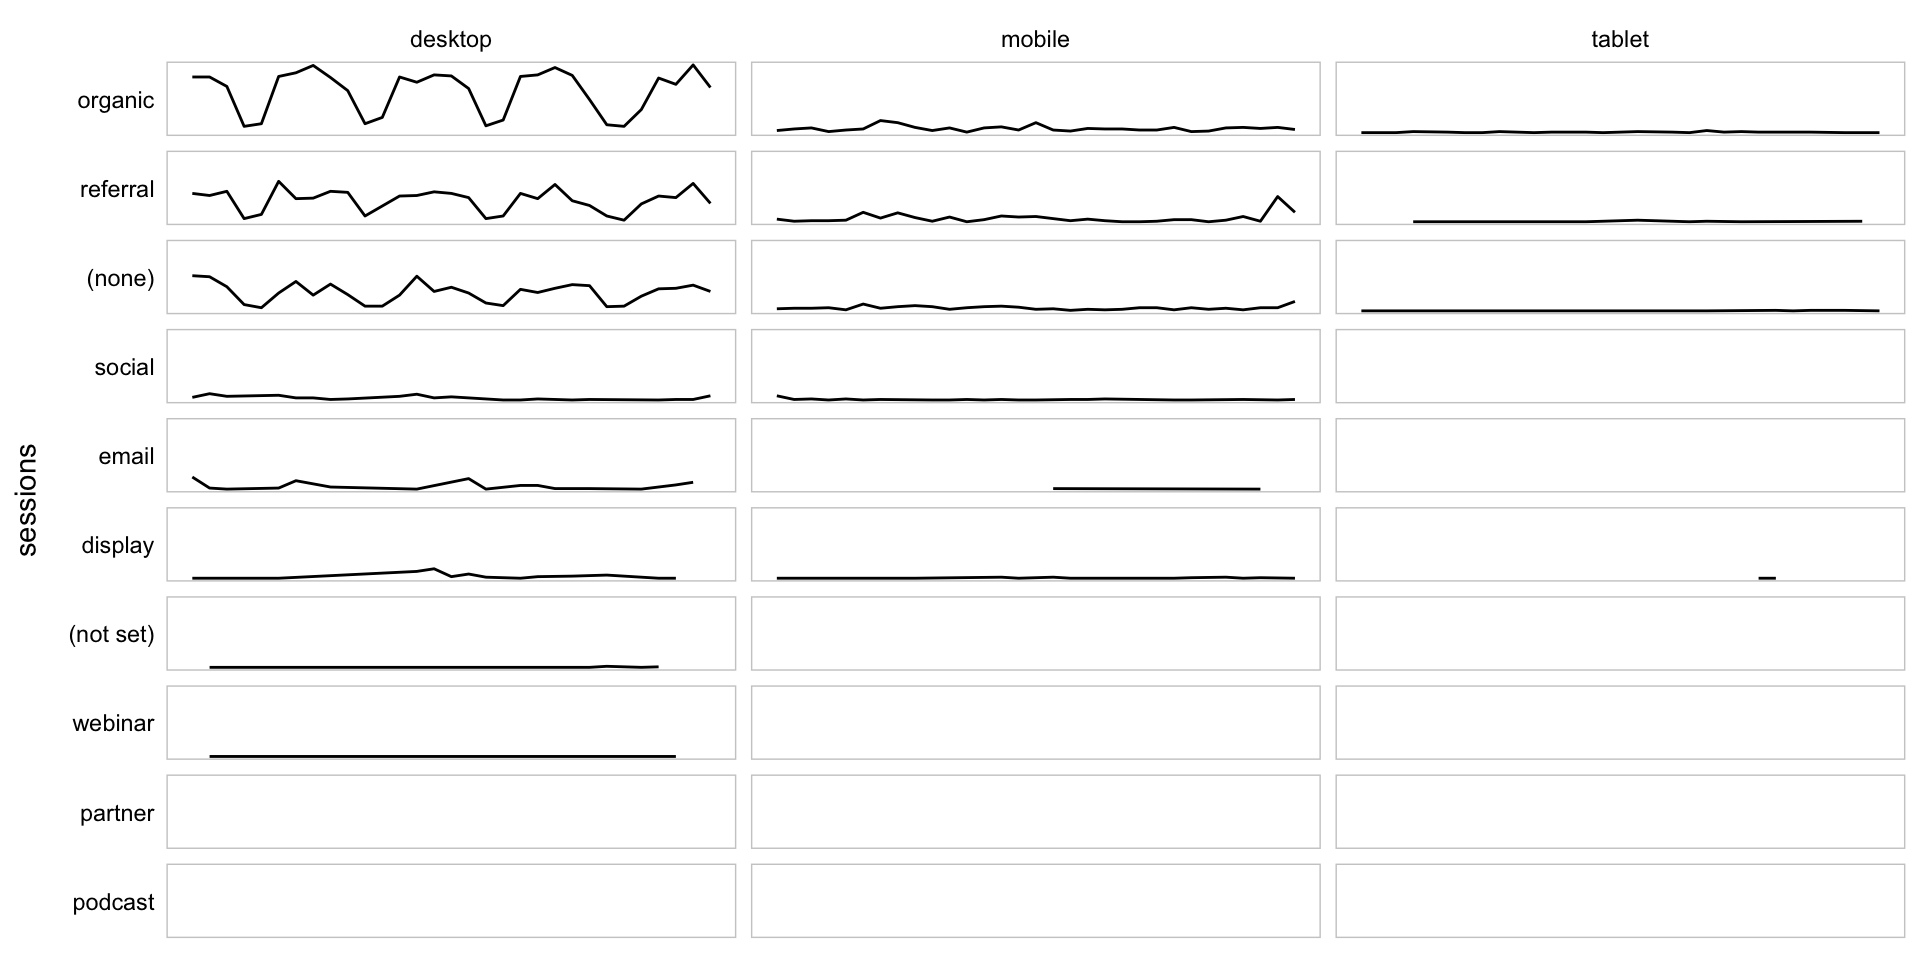 desktop
mobile
tablet
organic
referral
(none)
social
email
display
(not set)
webinar
partner
podcast
sessions